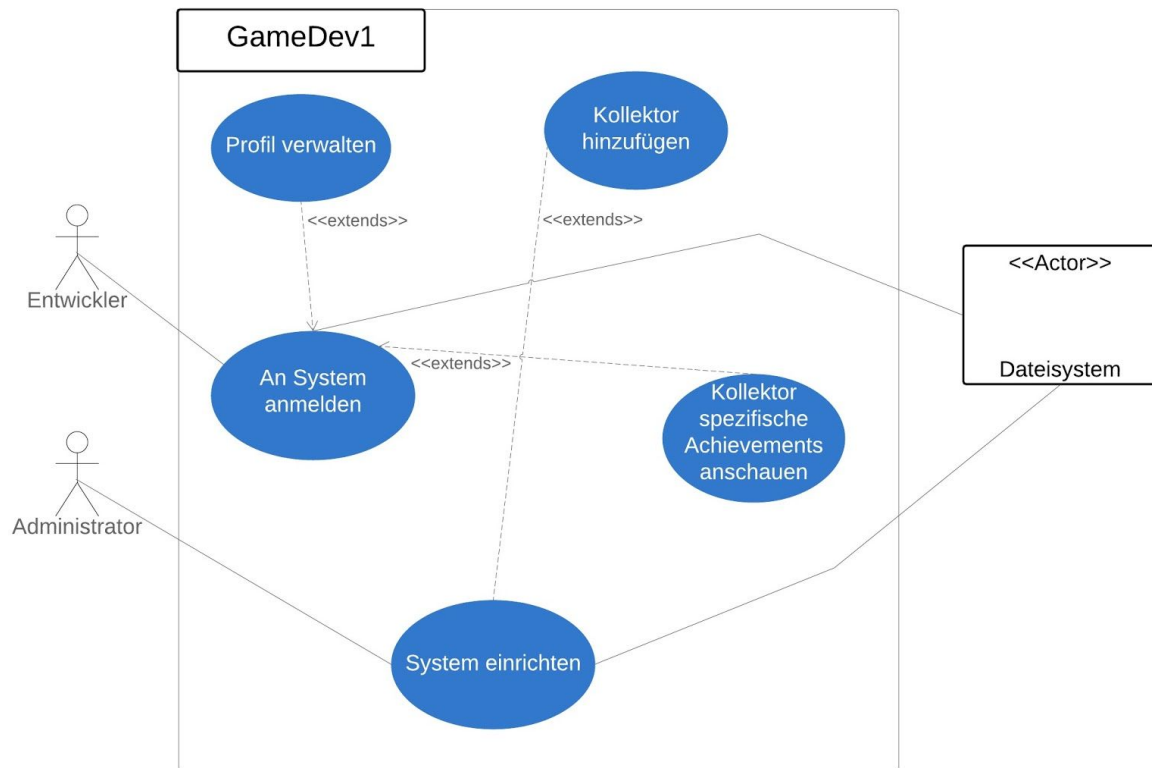 GameDev1
Profil verwalten
Kollektor
hinzufügen
<<extends>>
<<extends>>
Entwickler
<<Actor>>
Dateisystem
An System
anmelden
<<extends>>
Kollektor
spezifische
Achievements
anschauen
Administrator
System einrichten